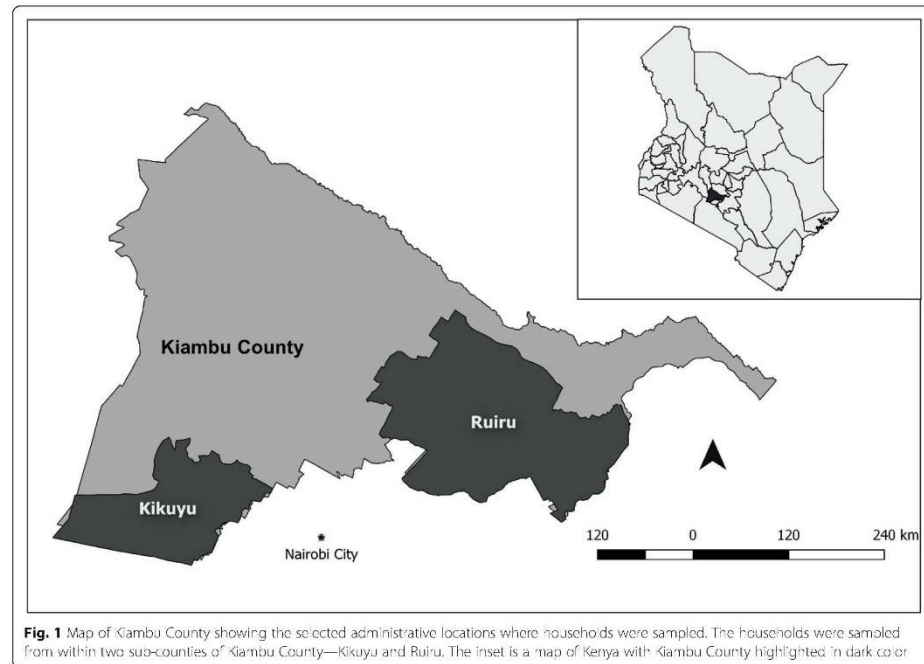 Kiambu County
Ruiru
Kikuyu
Nairobi City
120 0 120 240 km
Fig. 1 Map of Kiambu County showing the selected administrative locations where households were sampled. The households were sampled
from within two sub-counties of Kiambu County—Kikuyu and Ruiru. The inset is a map of Kenya with Kiambu County highlighted in dark color